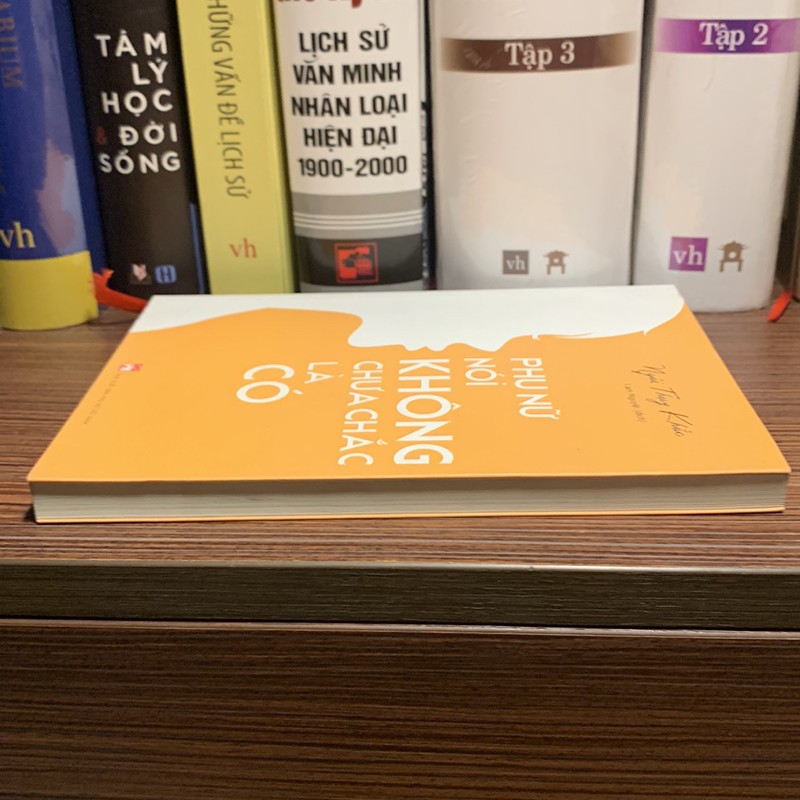 TÂM
LÝ
HỌC
& ĐỜI
SỐNG
vh
NHỮNG VẤN ĐỀ LỊCH SỬ
vh
LỊCH SỬ
VĂN MINH
NHÂN LOẠI
HIỆN ĐẠI
1900-2000
Tập 3
vh
Tập 2
vh
PHỤ NỮ
NÓI
KHÔNG
CHƯA CHẮC
LÀ
CÓ